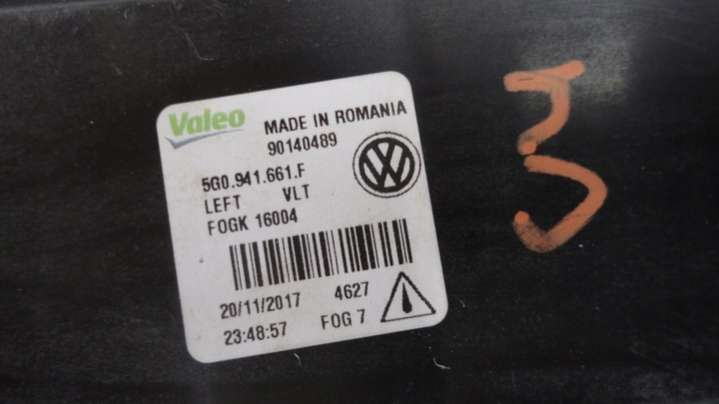 Valeo
MADE IN ROMANIA
90140489
5G0.941.661.F
LEFT VLT
FOGK 16004
20/11/2017 4627
23:48:57 FOG 7
3